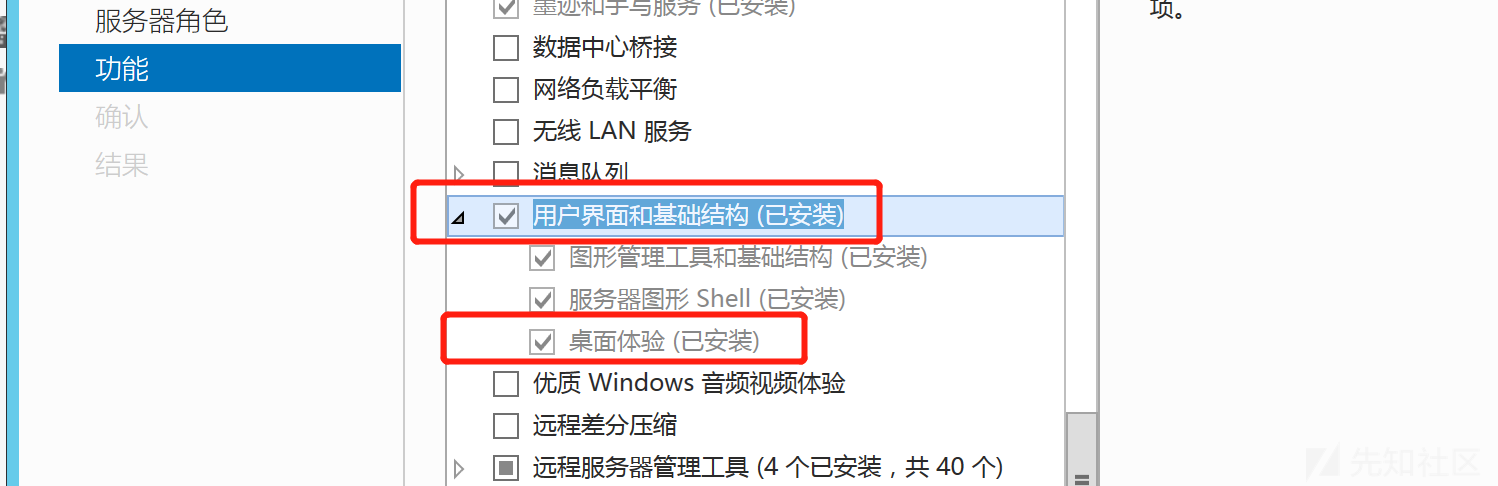 服务器角色
功能
确认
结果
墨迹和手写服务 (已安装)
数据中心桥接
网络负载平衡
无线 LAN 服务
消息队列
用户界面和基础结构 (已安装)
图形管理工具和基础结构 (已安装)
服务器图形 Shell (已安装)
桌面体验 (已安装)
优质 Windows 音频视频体验
远程差分压缩
远程服务器管理工具 (4 个已安装，共 40 个)
项。
先知社区